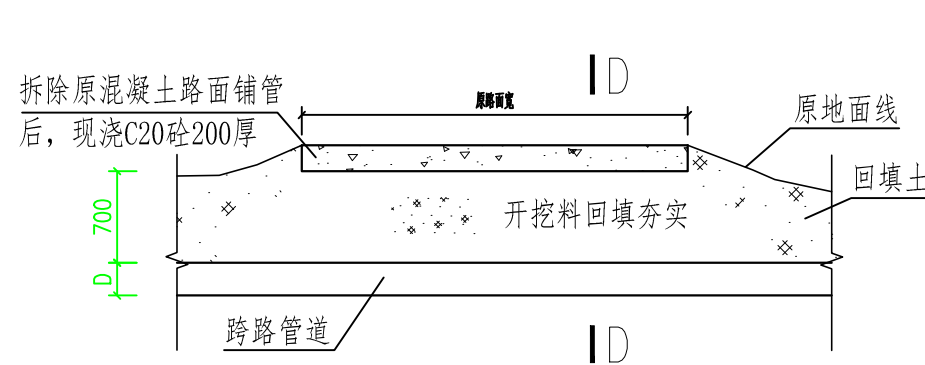 D
拆除原混凝土路面铺管
后，现浇C20砼200厚
原路面宽
原地面线
回填土
700
开挖料回填夯实
D
跨路管道
D